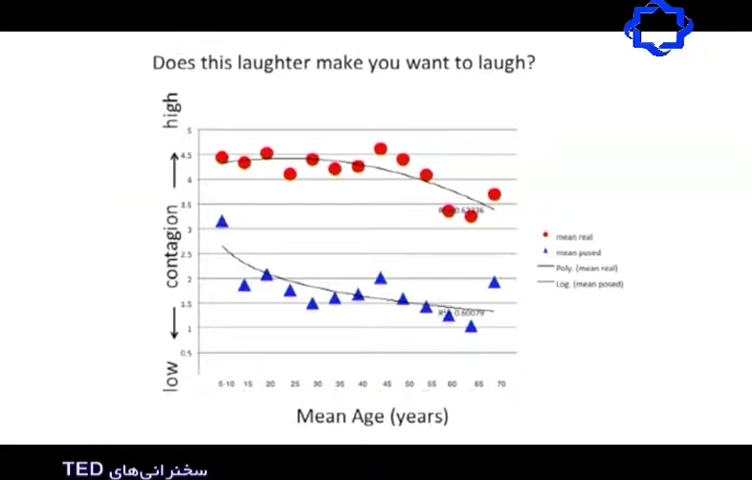 Does this laughter make you want to laugh?
high
contagion
low
5
4.5
4
3.5
3
2.5
2
1.5
1
0.5
5-10 15 20 25 30 35 40 45 50 55 60 65 70
Mean Age (years)
mean real
mean posed
Poly. (mean real)
Log. (mean posed)
سخنرانی‌های TED